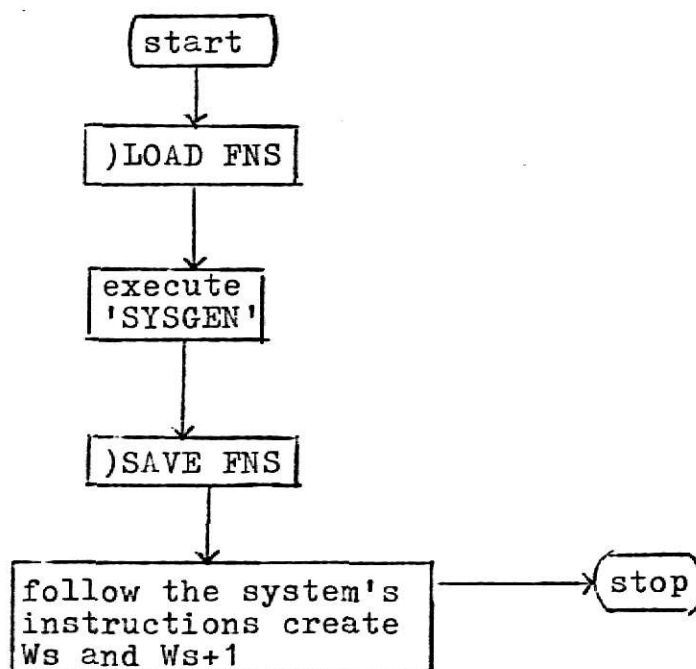 start
)LOAD FNS
execute
'SYSGEN'
)SAVE FNS
follow the system's
instructions create
Ws and Ws+1
stop